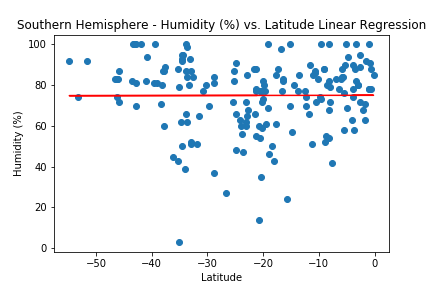 Southern Hemisphere - Humidity (%) vs. Latitude Linear Regression
100
80
60
40
20
0
Humidity (%)
−50 −40 −30 −20 −10 0
Latitude